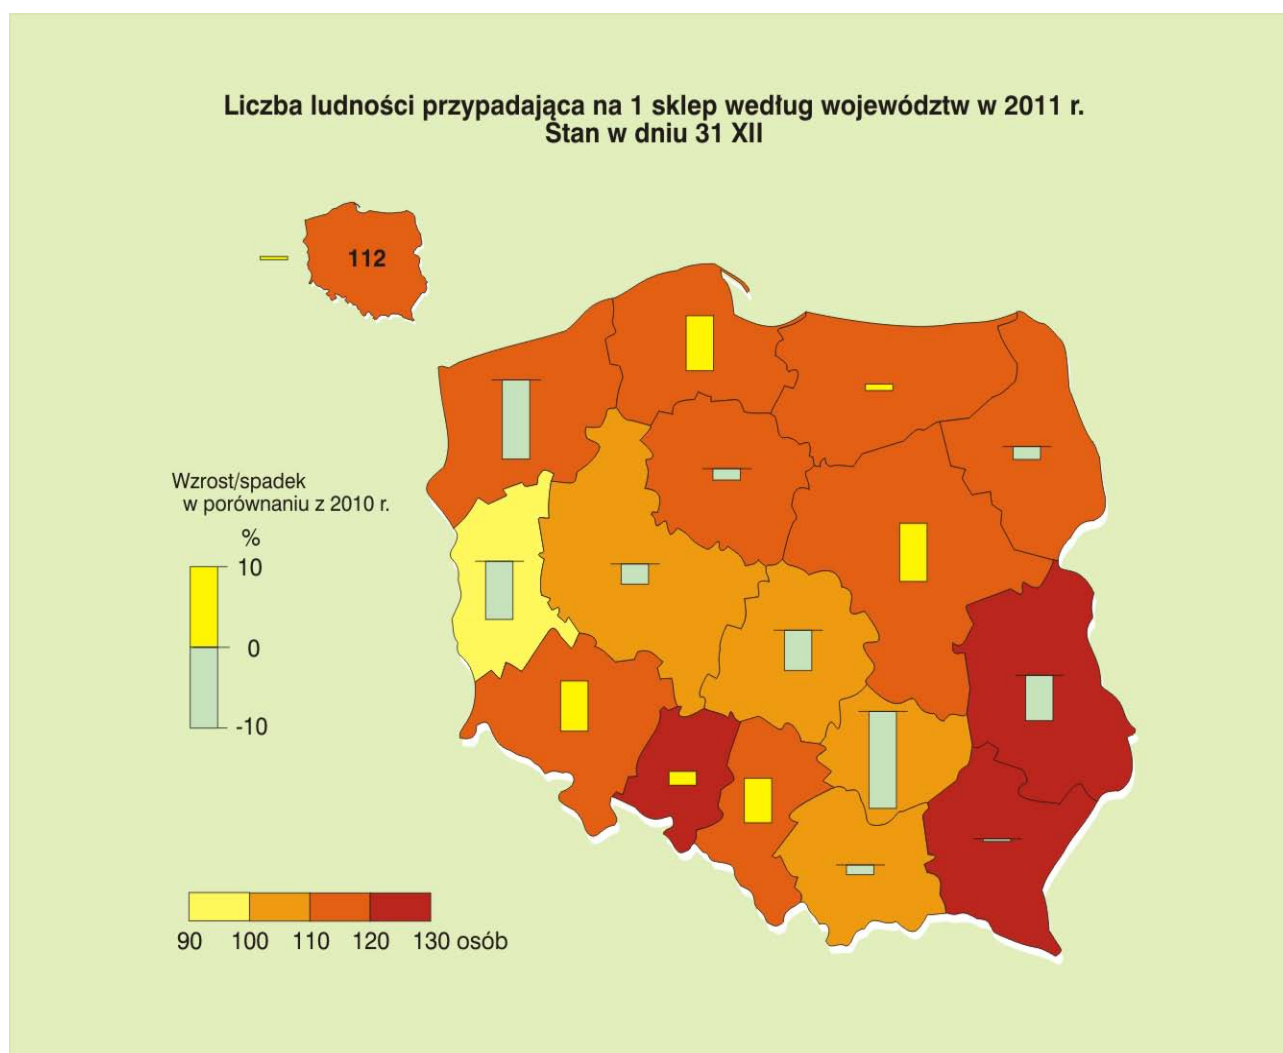 Liczba ludności przypadająca na 1 sklep według województw w 2011 r.
Stan w dniu 31 XII
112
Wzrost/spadek
w porównaniu z 2010 r.
%
10
0
-10
90 100 110 120 130 osób